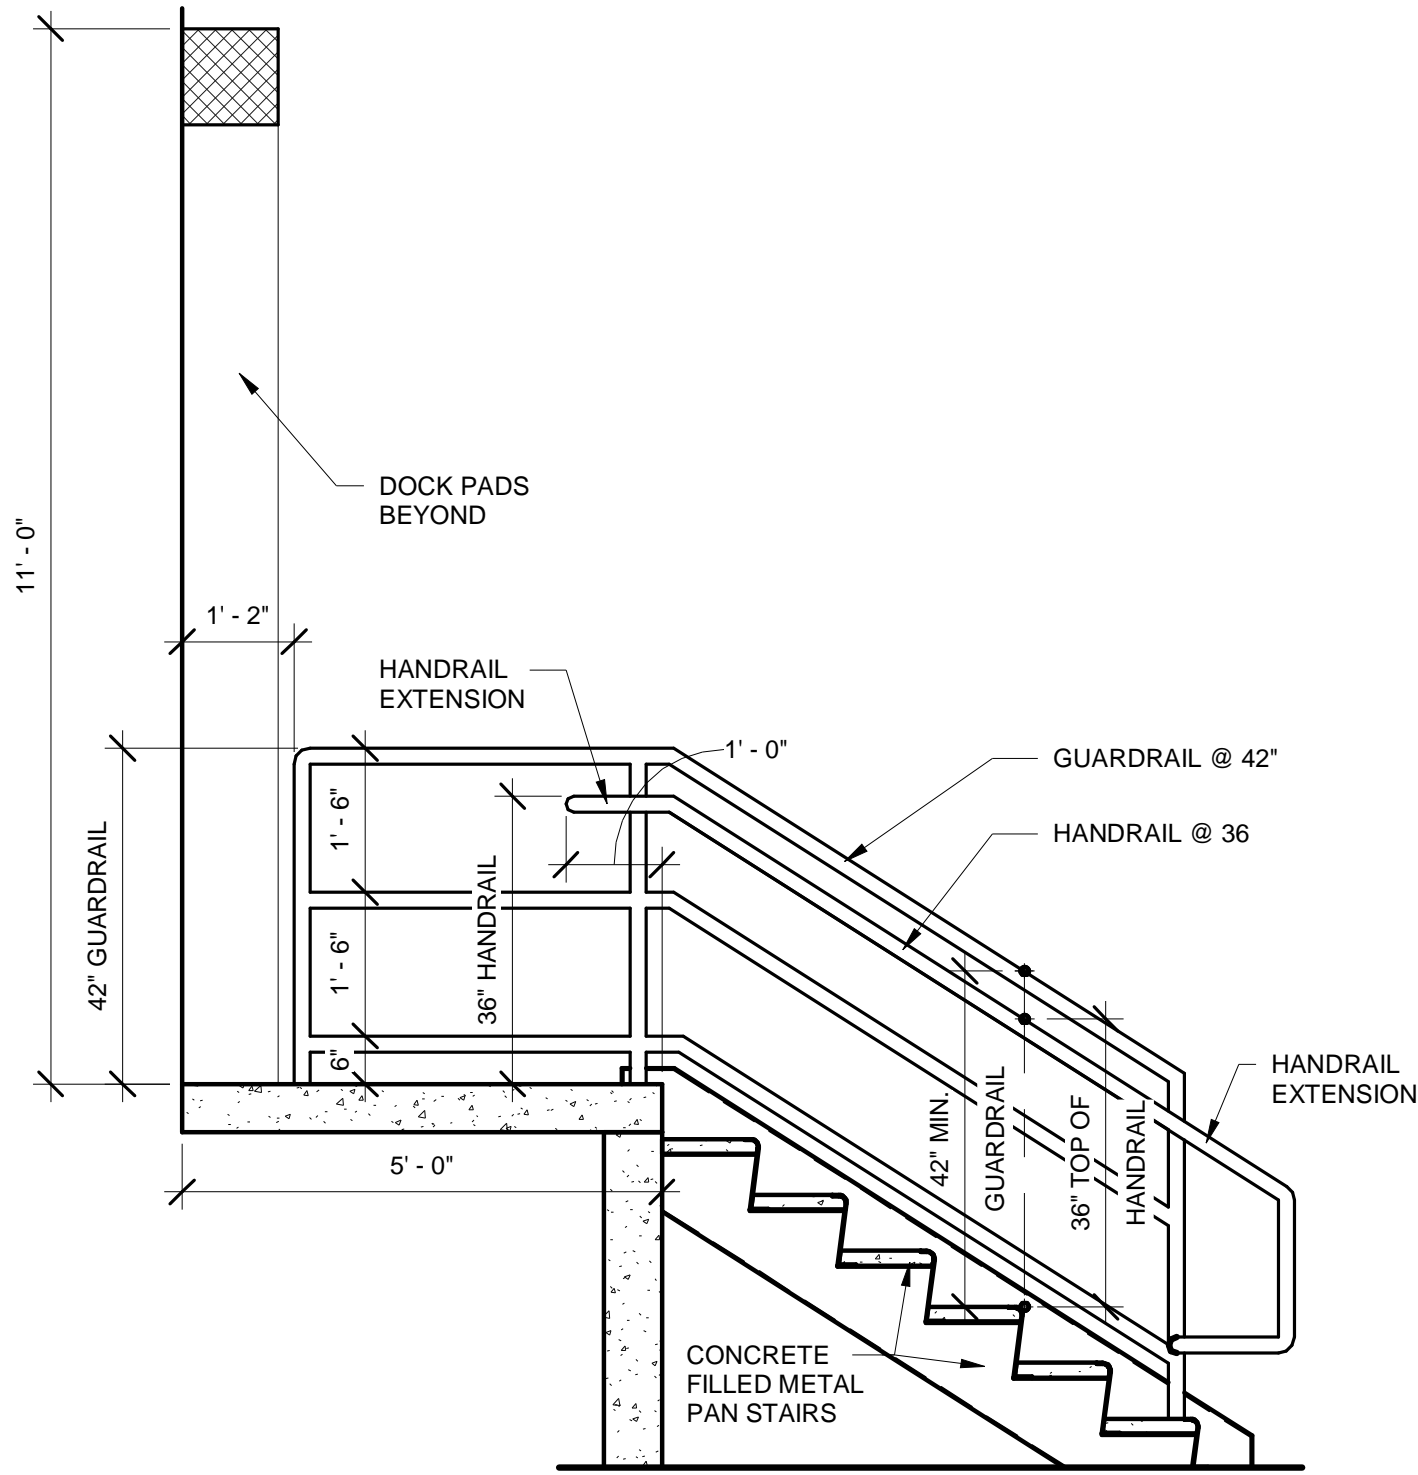 11' - 0"
DOCK PADS
BEYOND
1' - 2"
HANDRAIL
EXTENSION
1' - 0"
GUARDRAIL @ 42"
HANDRAIL @ 36
42" GUARDRAIL
1' - 6"
36" HANDRAIL
1' - 6"
6"
42" MIN.
GUARDRAIL
36" TOP OF
HANDRAIL
HANDRAIL
EXTENSION
5' - 0"
CONCRETE
FILLED METAL
PAN STAIRS